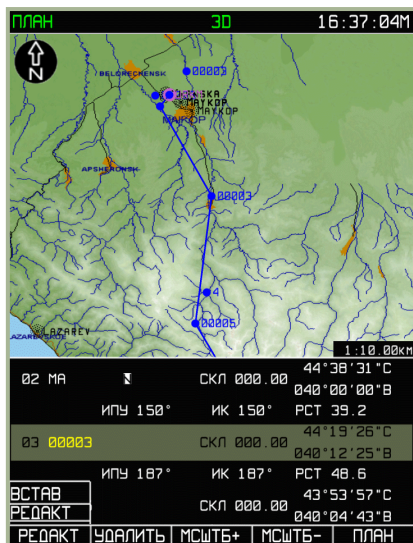 ПЛАН 3D 16:37:04М
N
00003
BELORECHENSK
MAYKOP
MAYKOP
MAJKOP
APSHERONSK
00003
4
00005
LAZAREV
LAZAREVSKOE
1:10.00КМ
02 МА N СКЛ 000.00 44°38'31"С
040°00'00"В
ИПУ 150° ИК 150° РСТ 39.2
03 00003 СКЛ 000.00 44°19'26"С
040°12'25"В
ИПУ 187° ИК 187° РСТ 48.6
ВСТАВ СКЛ 000.00 43°53'57"С
РЕДАКТ 040°04'43"В
РЕДАКТ УДАЛИТЬ МСШТБ+ МСШТБ- ПЛАН